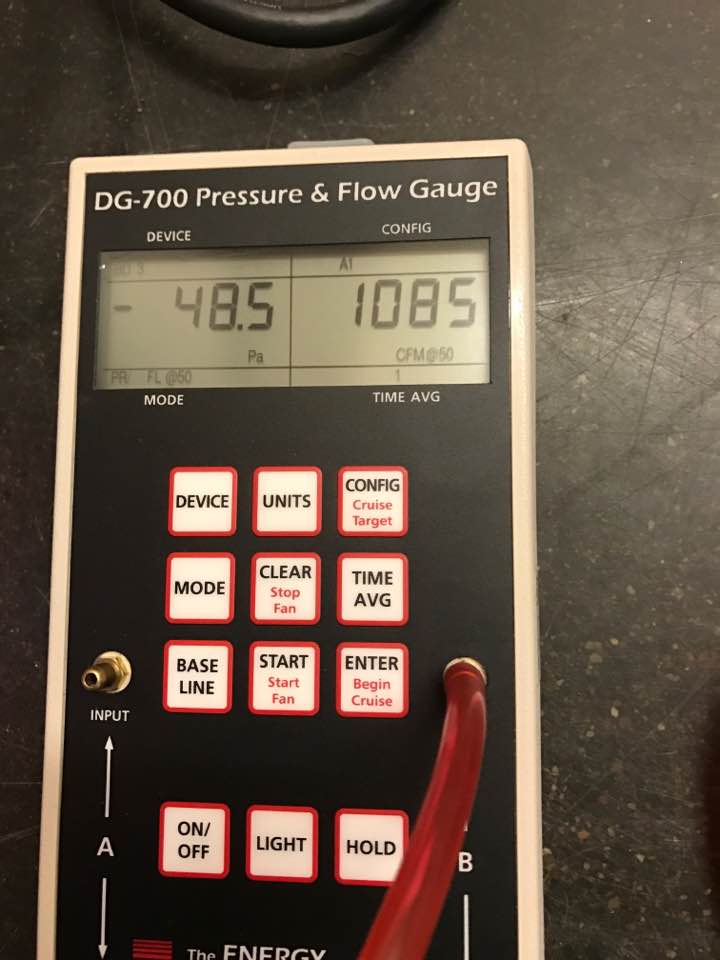 DG-700 Pressure & Flow Gauge
DEVICE CONFIG
3 A1
- 48.5 1085
Pa CFM@50
PR/ FL @50 1
MODE TIME AVG
DEVICE UNITS CONFIG
Cruise
Target
MODE CLEAR TIME
Stop AVG
Fan
BASE START ENTER
LINE Start Begin
Fan Cruise
INPUT
ON/ LIGHT HOLD
OFF
A B
The ENERGY